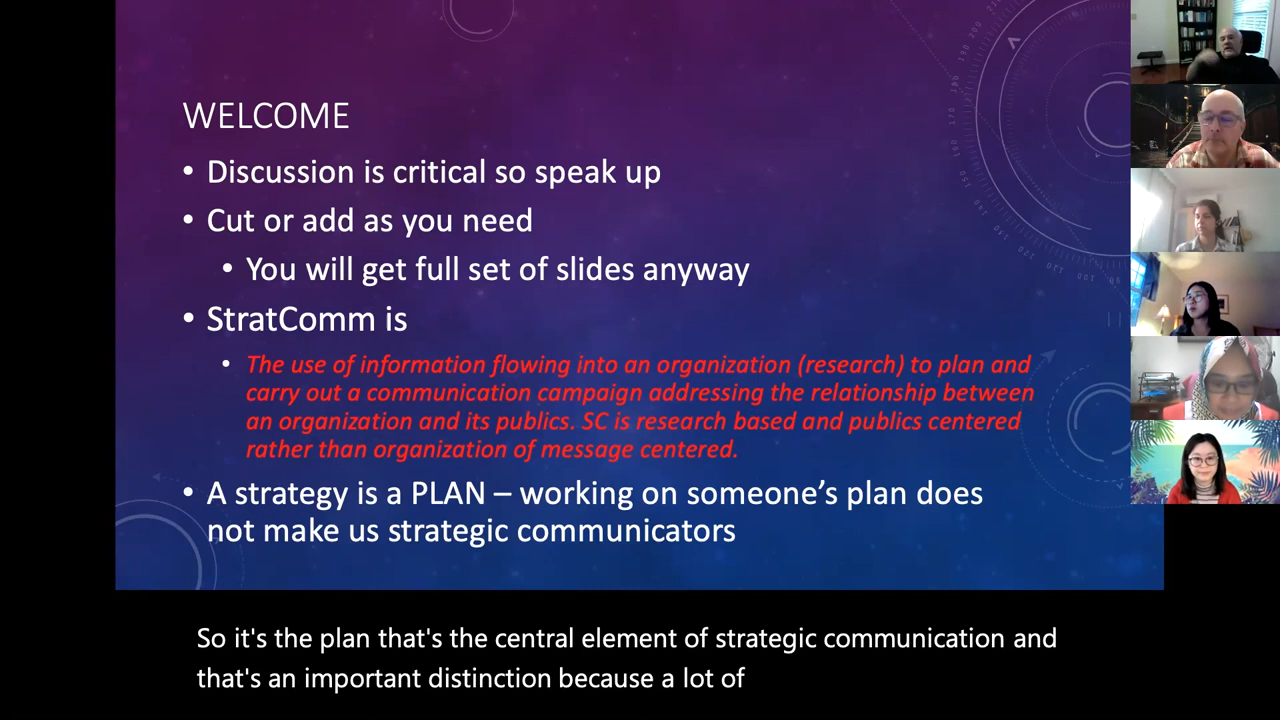 WELCOME
• Discussion is critical so speak up
• Cut or add as you need
• You will get full set of slides anyway
• StratComm is
• The use of information flowing into an organization (research) to plan and
carry out a communication campaign addressing the relationship between
an organization and its publics. SC is research based and publics centered
rather than organization of message centered.
• A strategy is a PLAN – working on someone’s plan does
not make us strategic communicators
So it's the plan that's the central element of strategic communication and
that's an important distinction because a lot of